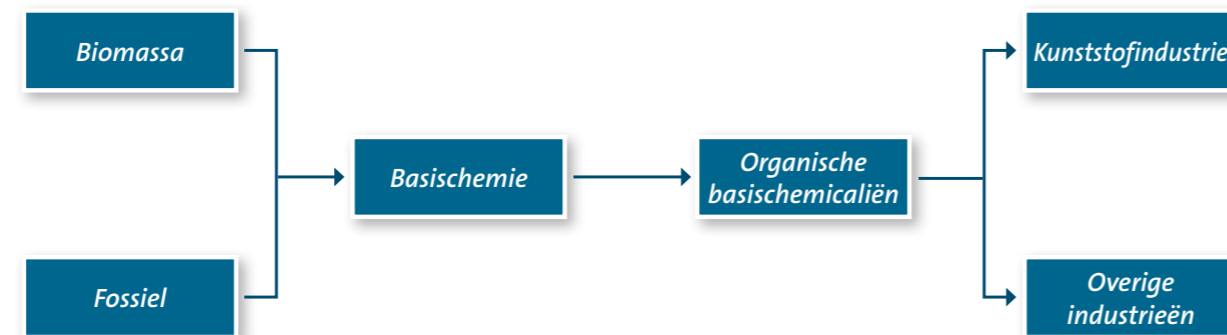 Biomassa
Fossiel
Basischemie
Organische
basischemicaliën
Kunststofindustrie
Overige
industrieën